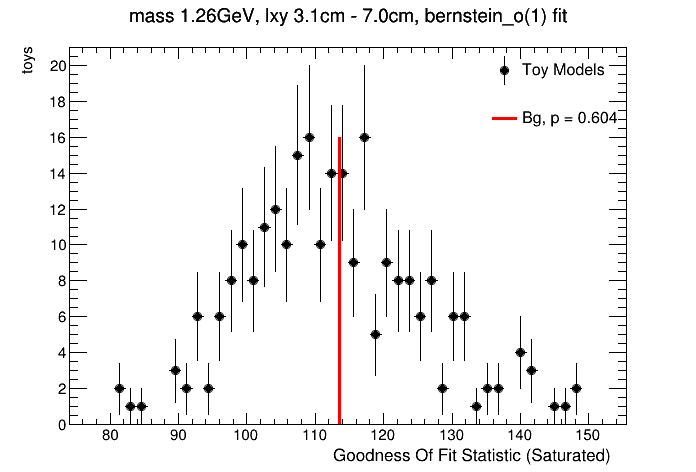 mass 1.26GeV, lxy 3.1cm - 7.0cm, bernstein_o(1) fit
toys
20
18
16
14
12
10
8
6
4
2
0
Toy Models
Bg, p = 0.604
80 90 100 110 120 130 140 150
Goodness Of Fit Statistic (Saturated)